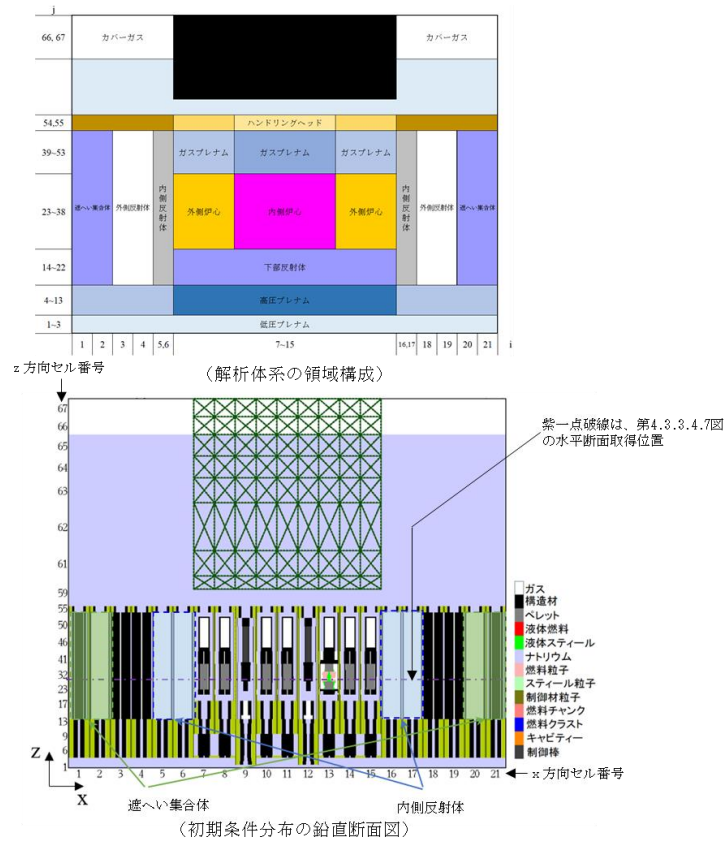 j
66, 67
カバーガス
カバーガス
54,55
ハンドリングヘッド
39~53
ガスプレナム
ガスプレナム
ガスプレナム
23~38
遮へい集合体
外側反射体
内側反射体
外側炉心
内側炉心
外側炉心
内側反射体
外側反射体
遮へい集合体
14~22
下部反射体
4~13
高圧プレナム
1~3
低圧プレナム
1 2 3 4 5,6 7~15 16,17 18 19 20 21 i
(解析体系の領域構成)
z 方向セル番号
67
66
65
64
63
62
61
59
55
50
46
41
32
23
17
13
9
6
1
紫一点破線は、第4.3.3.4.7図
の水平断面取得位置
ガス
構造材
ペレット
液体燃料
液体スティール
ナトリウム
燃料粒子
スティール粒子
制御材粒子
燃料チャンク
燃料クラスト
キャビティー
制御棒
Z
X
1 2 3 4 5 6 7 8 9 10 11 12 13 14 15 16 17 18 19 20 21
x 方向セル番号
遮へい集合体
内側反射体
(初期条件分布の鉛直断面図)